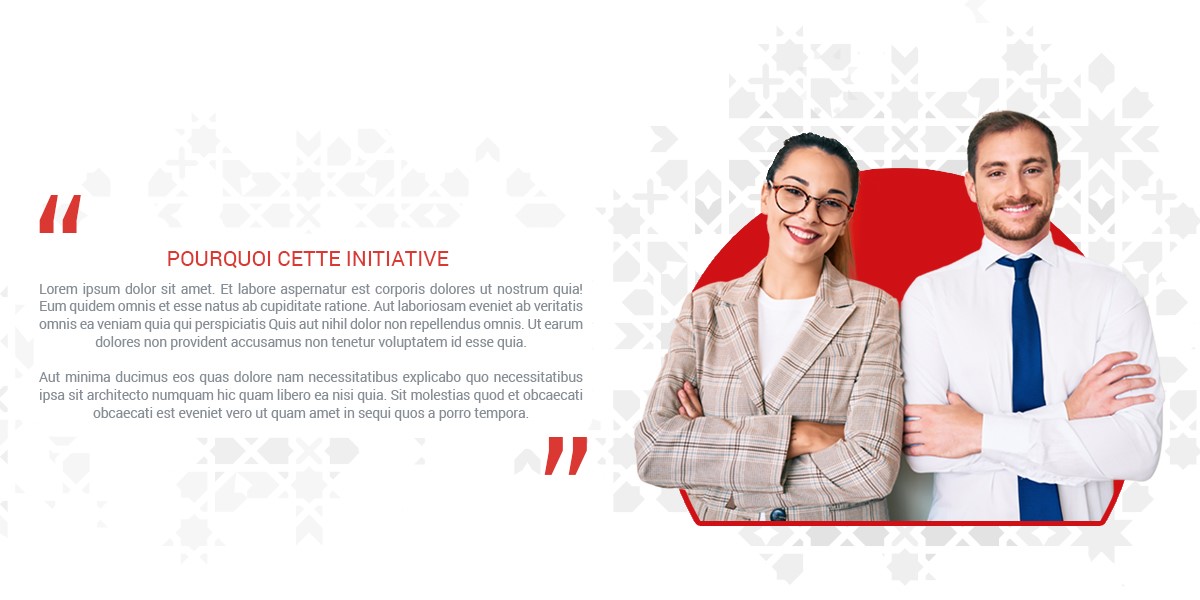 “
POURQUOI CETTE INITIATIVE
Lorem ipsum dolor sit amet. Et labore aspernatur est corporis dolores ut nostrum quia!
Eum quidem omnis et esse natus ab cupiditate ratione. Aut laboriosam eveniet ab veritatis
omnis ea veniam quia qui perspiciatis Quis aut nihil dolor non repellendus omnis. Ut earum
dolores non provident accusamus non tenetur voluptatem id esse quia.
Aut minima ducimus eos quas dolore nam necessitatibus explicabo quo necessitatibus
ipsa sit architecto numquam hic quam libero ea nisi quia. Sit molestias quod et obcaecati
obcaecati est eveniet vero ut quam amet in sequi quos a porro tempora.
”